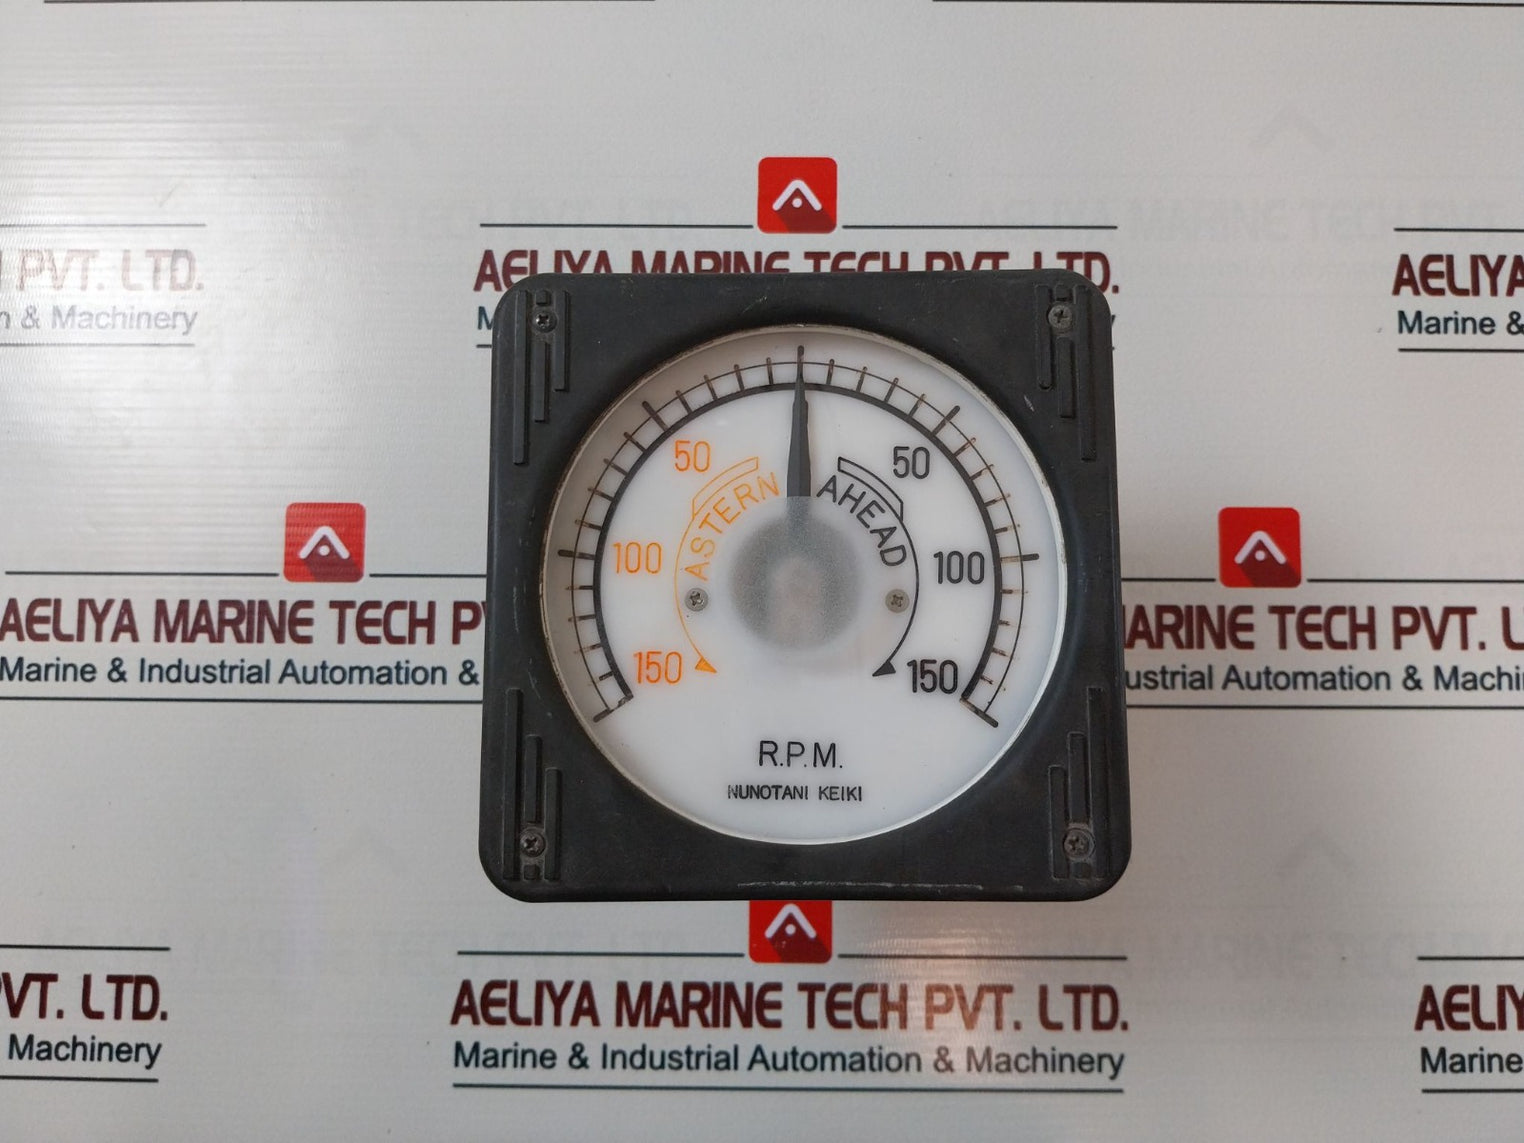 AELIYA MARINE TECH PVT. LTD.
PVT. LTD.
n & Machinery
AELIYA
Marine &
50
50
ASTERN
AHEAD
100
100
150
150
R.P.M.
NUNOTANI KEIKI
AELIYA MARINE TECH P
Marine & Industrial Automation &
ARINE TECH PVT. L
ustrial Automation & Machin
VT. LTD.
Machinery
AELIYA MARINE TECH PVT. LTD.
Marine & Industrial Automation & Machinery
AELIY
Marine